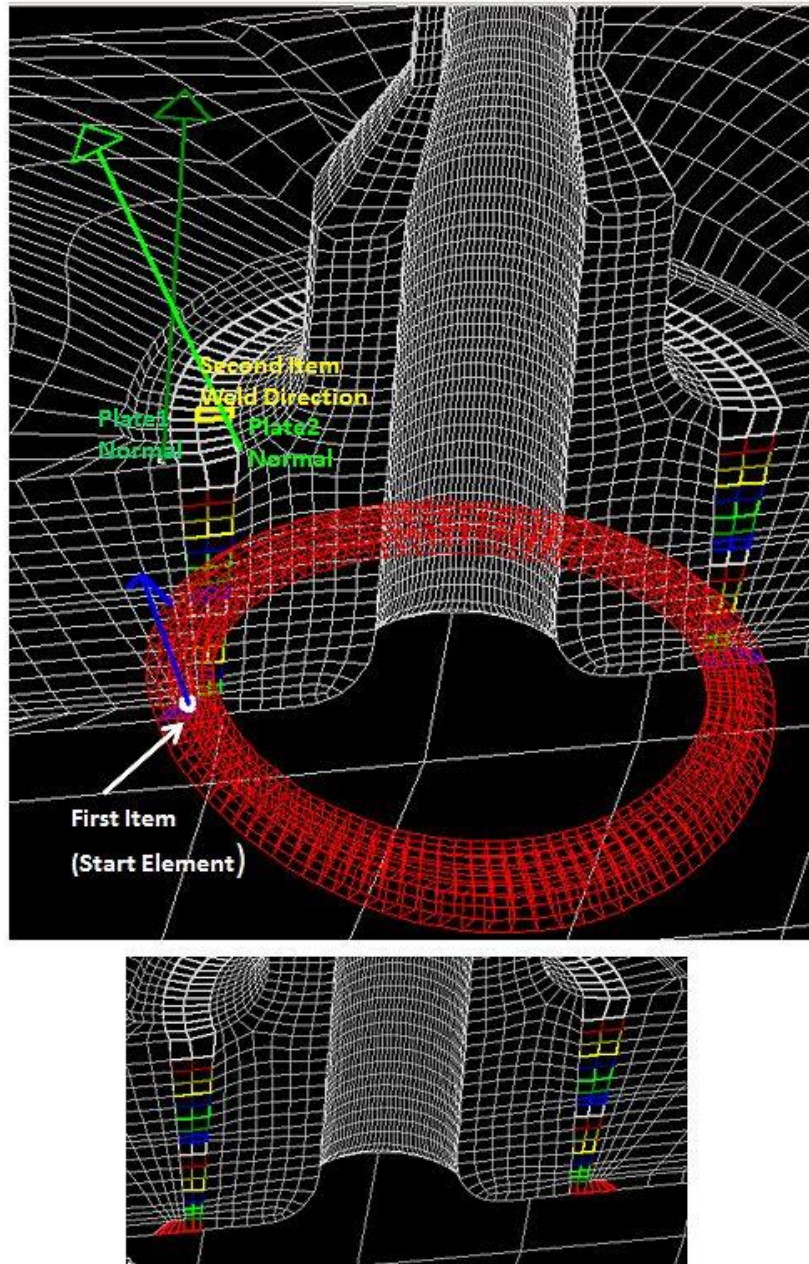 Second Item
Weld Direction
Plate1
Normal
Plate2
Normal
First Item
(Start Element)